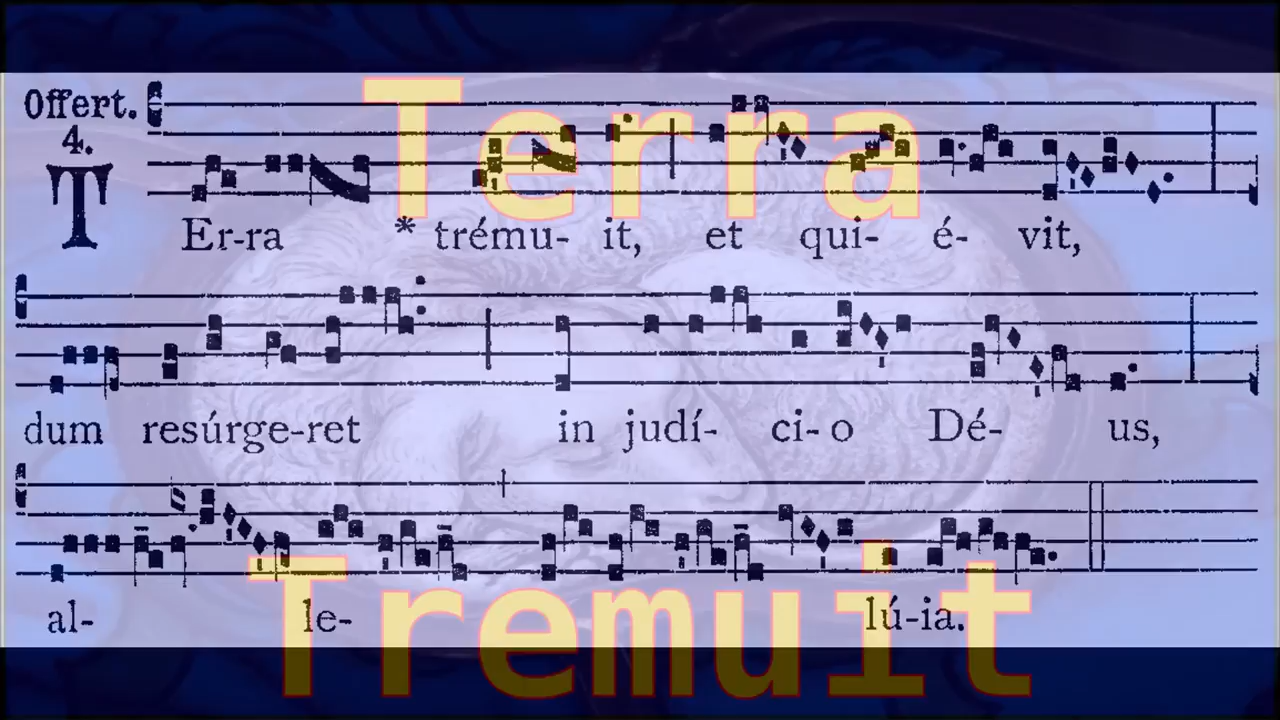 Offert.
4.
Terra
TEr-ra * trému- it, et qui- é- vit,
dum resúrge-ret in judí- ci- o Dé- us,
al- le- lú-ia.
Tremuit